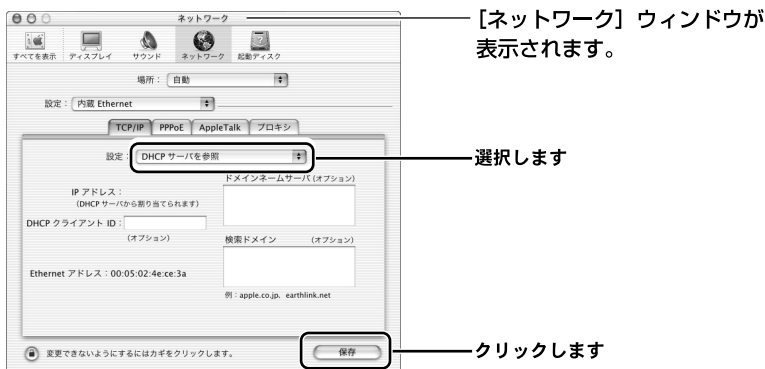 ネットワーク
［ネットワーク］ウィンドウが
表示されます。
すべてを表示 ディスプレイ サウンド ネットワーク 起動ディスク
場所： 自動
設定： 内蔵 Ethernet
TCP/IP PPPoE AppleTalk プロキシ
設定： DHCP サーバを参照
選択します
ドメインネームサーバ (オプション)
IP アドレス：
(DHCP サーバから割り当てられます)
DHCP クライアント ID：
(オプション)
検索ドメイン (オプション)
Ethernet アドレス：00:05:02:4e:ce:3a
例：apple.co.jp、earthlink.net
変更できないようにするにはカギをクリックします。
保存
クリックします